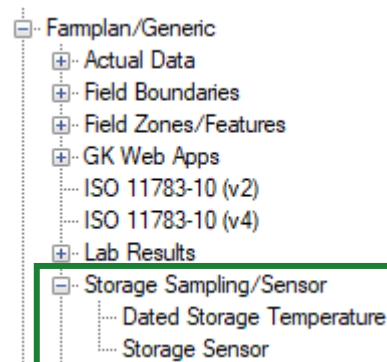 Farmplan/Generic
Actual Data
Field Boundaries
Field Zones/Features
GK Web Apps
ISO 11783-10 (v2)
ISO 11783-10 (v4)
Lab Results
Storage Sampling/Sensor
Dated Storage Temperature
Storage Sensor